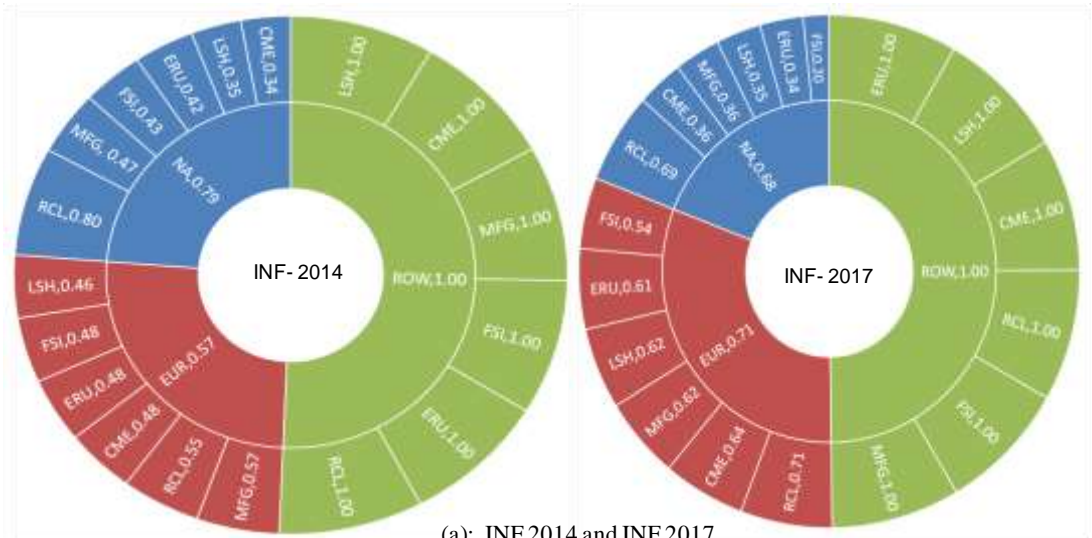 LSH,1.00
CME,1.00
MFG,1.00
FSI,1.00
ERU,1.00
RCL,1.00
MFG,0.57
RCL,0.55
CME,0.48
ERU,0.48
FSI,0.48
LSH,0.46
RCL,0.80
MFG, 0.47
FSI,0.43
ERU,0.42
LSH,0.35
CME,0.34
ROW,1.00
EUR,0.57
NA,0.79
INF- 2014
ERU,1.00
LSH,1.00
CME,1.00
RCL,1.00
FSI,1.00
MFG,1.00
RCL,0.71
CME,0.64
MFG,0.62
LSH,0.62
ERU,0.61
FSI,0.54
RCL,0.69
CME,0.36
MFG,0.36
LSH,0.35
ERU,0.34
FSI,0.30
ROW,1.00
EUR,0.71
NA,0.68
INF- 2017
(a): INF 2014 and INF 2017